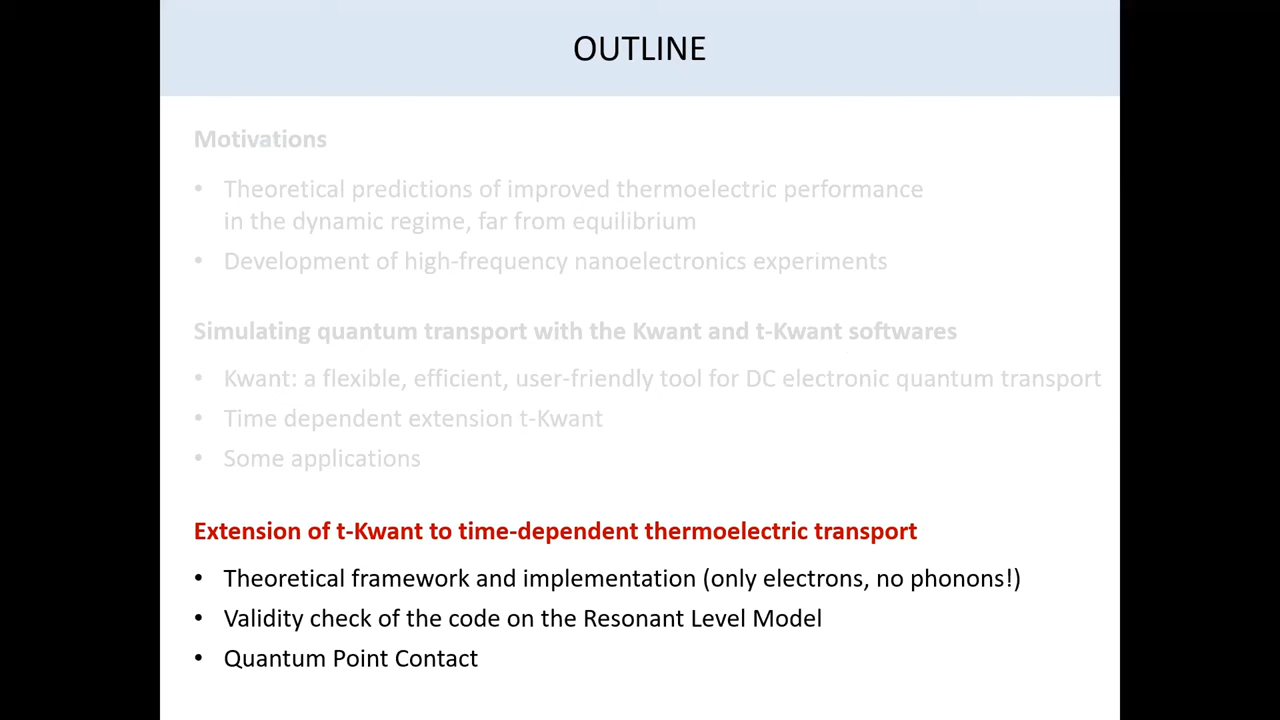 OUTLINE
Motivations
• Theoretical predictions of improved thermoelectric performance
in the dynamic regime, far from equilibrium
• Development of high-frequency nanoelectronics experiments
Simulating quantum transport with the Kwant and t-Kwant softwares
• Kwant: a flexible, efficient, user-friendly tool for DC electronic quantum transport
• Time dependent extension t-Kwant
• Some applications
Extension of t-Kwant to time-dependent thermoelectric transport
• Theoretical framework and implementation (only electrons, no phonons!)
• Validity check of the code on the Resonant Level Model
• Quantum Point Contact